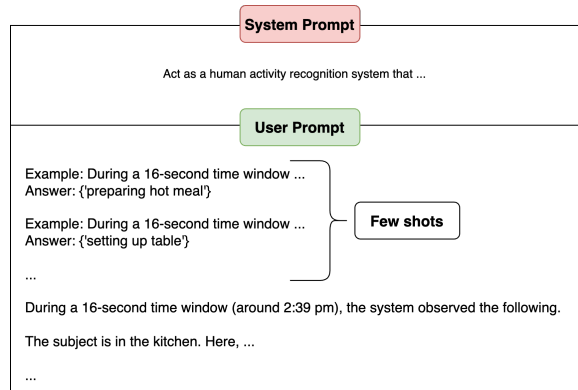 System Prompt
Act as a human activity recognition system that ...
User Prompt
Example: During a 16-second time window ...
Answer: {'preparing hot meal'}
Example: During a 16-second time window ...
Answer: {'setting up table'}
...
Few shots
During a 16-second time window (around 2:39 pm), the system observed the following.
The subject is in the kitchen. Here, ...
...